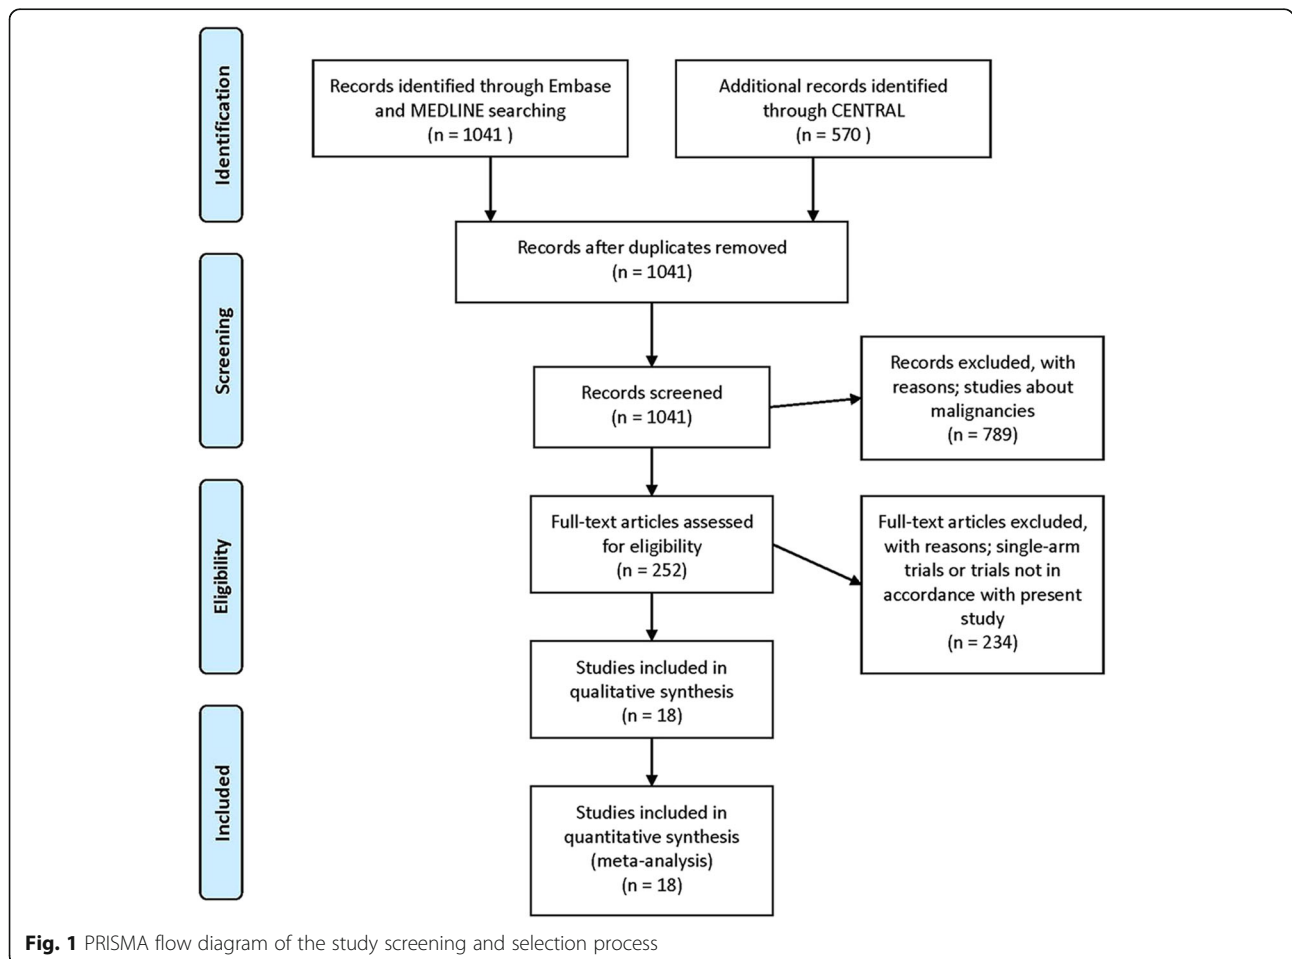 Identification
Records identified through Embase
and MEDLINE searching
(n = 1041 )
Additional records identified
through CENTRAL
(n = 570 )
Records after duplicates removed
(n = 1041)
Screening
Records screened
(n = 1041)
Records excluded, with
reasons; studies about
malignancies
(n = 789)
Eligibility
Full-text articles assessed
for eligibility
(n = 252)
Full-text articles excluded,
with reasons; single-arm
trials or trials not in
accordance with present
study
(n = 234)
Studies included in
qualitative synthesis
(n = 18)
Included
Studies included in
quantitative synthesis
(meta-analysis)
(n = 18)
Fig. 1 PRISMA flow diagram of the study screening and selection process